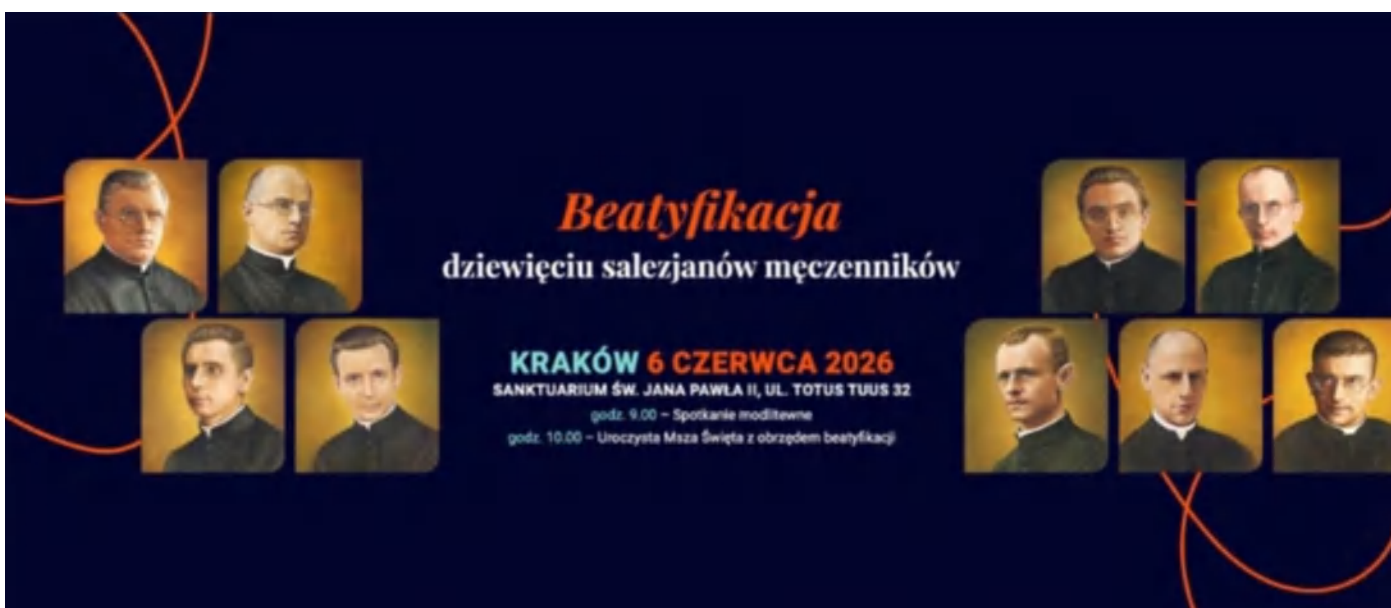 Beatyfikacja
dziewięciu salezjanów męczenników
KRAKÓW 6 CZERWCA 2026
SANKTUARIUM ŚW. JANA PAWŁA II, UL. TOTUS TUUS 32
godz. 9.00 – Spotkanie modlitewne
godz. 10.00 – Uroczysta Msza Święta z obrzędem beatyfikacji